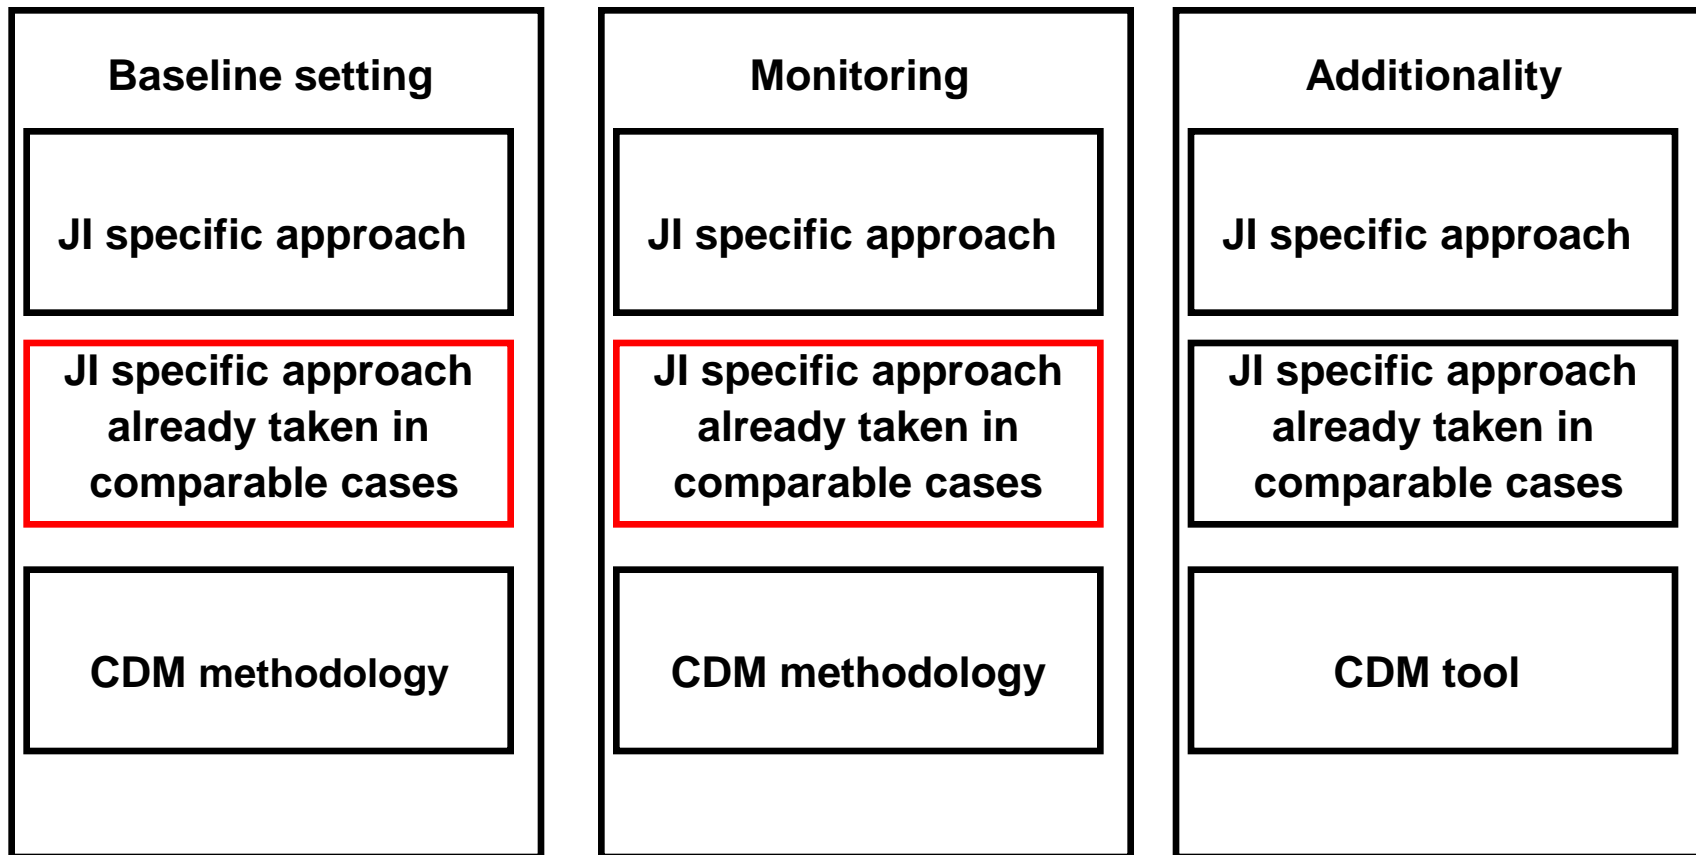 Baseline setting
JI specific approach
JI specific approach
already taken in
comparable cases
CDM methodology
Monitoring
JI specific approach
JI specific approach
already taken in
comparable cases
CDM methodology
Additionality
JI specific approach
JI specific approach
already taken in
comparable cases
CDM tool